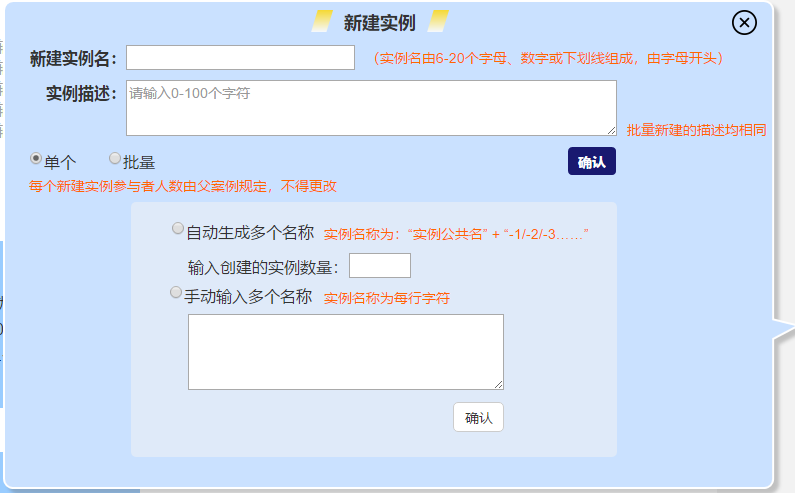 新建实例
新建实例名: （实例名由6-20个字母、数字或下划线组成，由字母开头）
实例描述: 请输入0-100个字符
批量新建的描述均相同
单个 批量 确认
每个新建实例参与者人数由父案例规定，不得更改
自动生成多个名称 实例名称为：“实例公共名” + “-1/-2/-3……”
输入创建的实例数量：
手动输入多个名称 实例名称为每行字符
确认